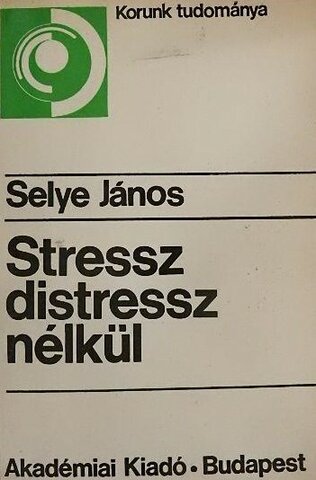 Korunk tudománya
Selye János
Stressz
distressz
nélkül
Akadémiai Kiadó • Budapest